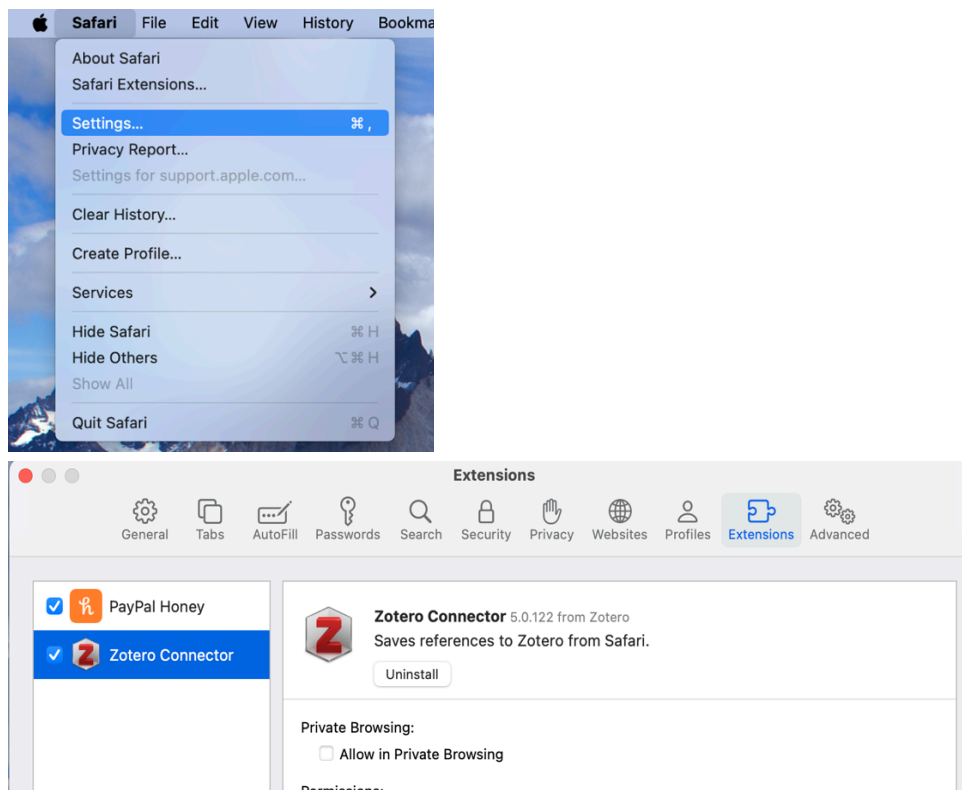 Safari File Edit View History Bookma
About Safari
Safari Extensions...
Settings... ⌘ ,
Privacy Report...
Settings for support.apple.com...
Clear History...
Create Profile...
Services
Hide Safari ⌘ H
Hide Others ⌥ ⌘ H
Show All
Quit Safari ⌘ Q
Extensions
General Tabs AutoFill Passwords Search Security Privacy Websites Profiles Extensions Advanced
PayPal Honey
Zotero Connector
Z
Zotero Connector 5.0.122 from Zotero
Saves references to Zotero from Safari.
Uninstall
Private Browsing:
Allow in Private Browsing
Permissions: